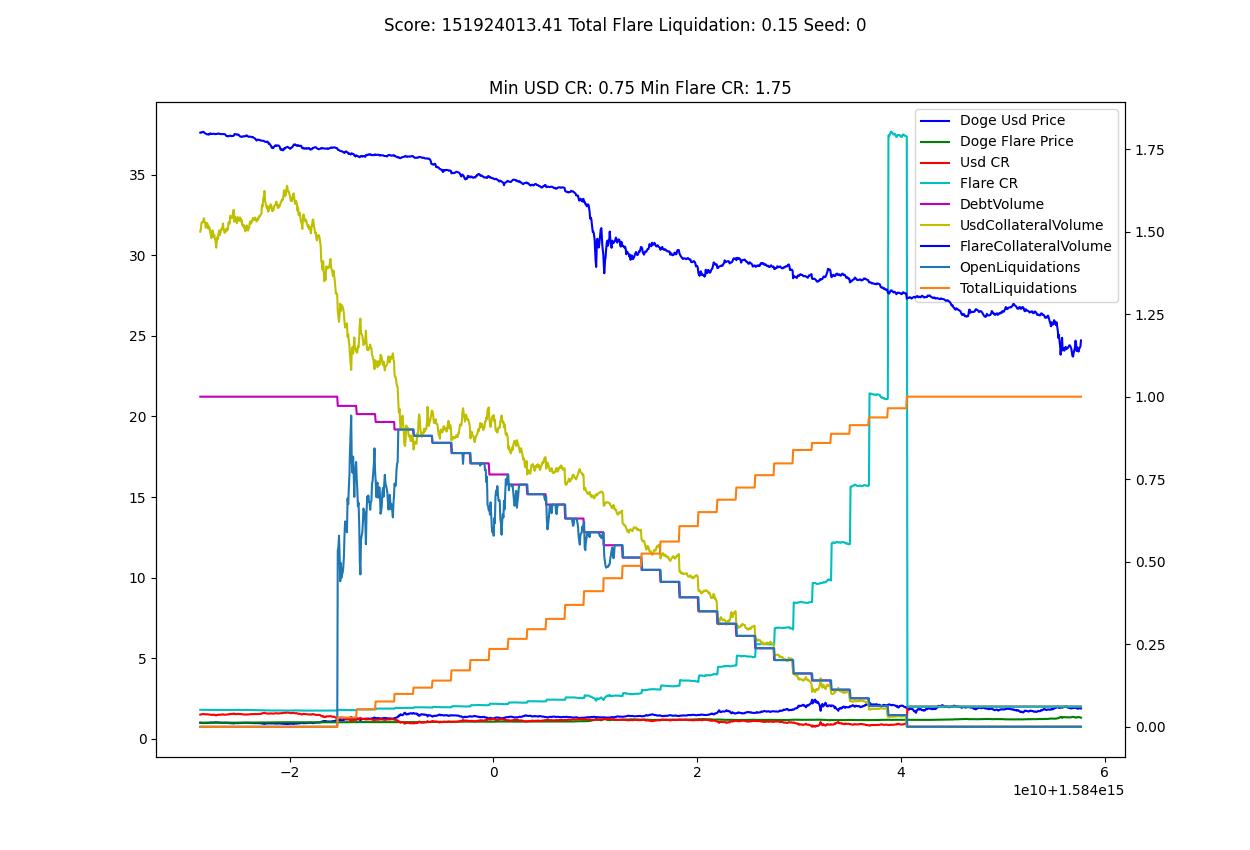 Score: 151924013.41 Total Flare Liquidation: 0.15 Seed: 0
Min USD CR: 0.75 Min Flare CR: 1.75
Doge Usd Price
Doge Flare Price
Usd CR
Flare CR
DebtVolume
UsdCollateralVolume
FlareCollateralVolume
OpenLiquidations
TotalLiquidations
35
30
25
20
15
10
5
0
1.75
1.50
1.25
1.00
0.75
0.50
0.25
0.00
−2
0
2
4
6
1e10+1.584e15